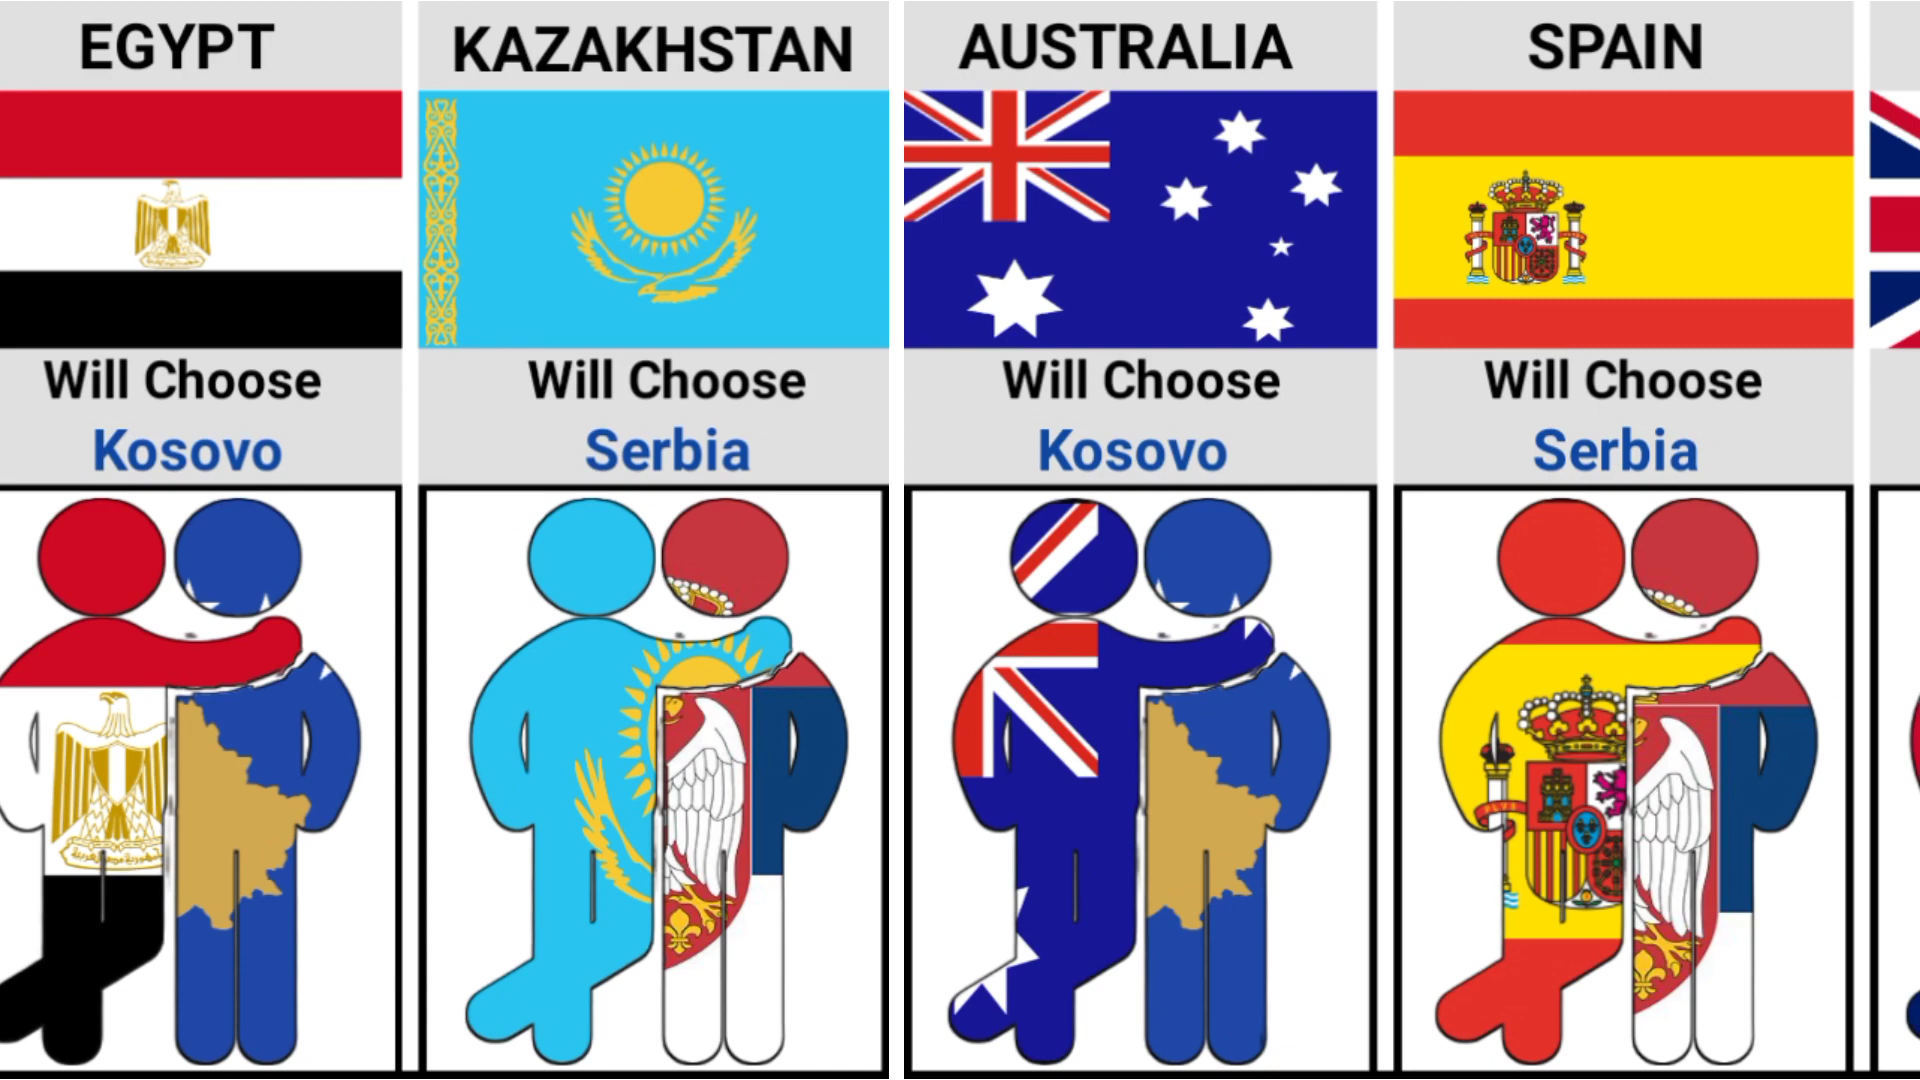 EGYPT
Will Choose
Kosovo
KAZAKHSTAN
Will Choose
Serbia
AUSTRALIA
Will Choose
Kosovo
SPAIN
Will Choose
Serbia